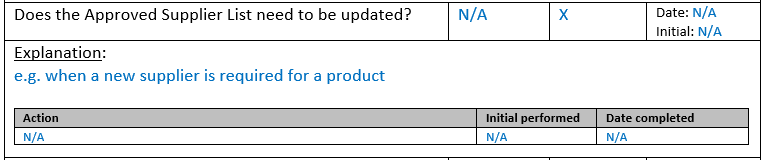 Does the Approved Supplier List need to be updated? N/A X Date: N/A
Initial: N/A
Explanation:
e.g. when a new supplier is required for a product
Action Initial performed Date completed
N/A N/A N/A